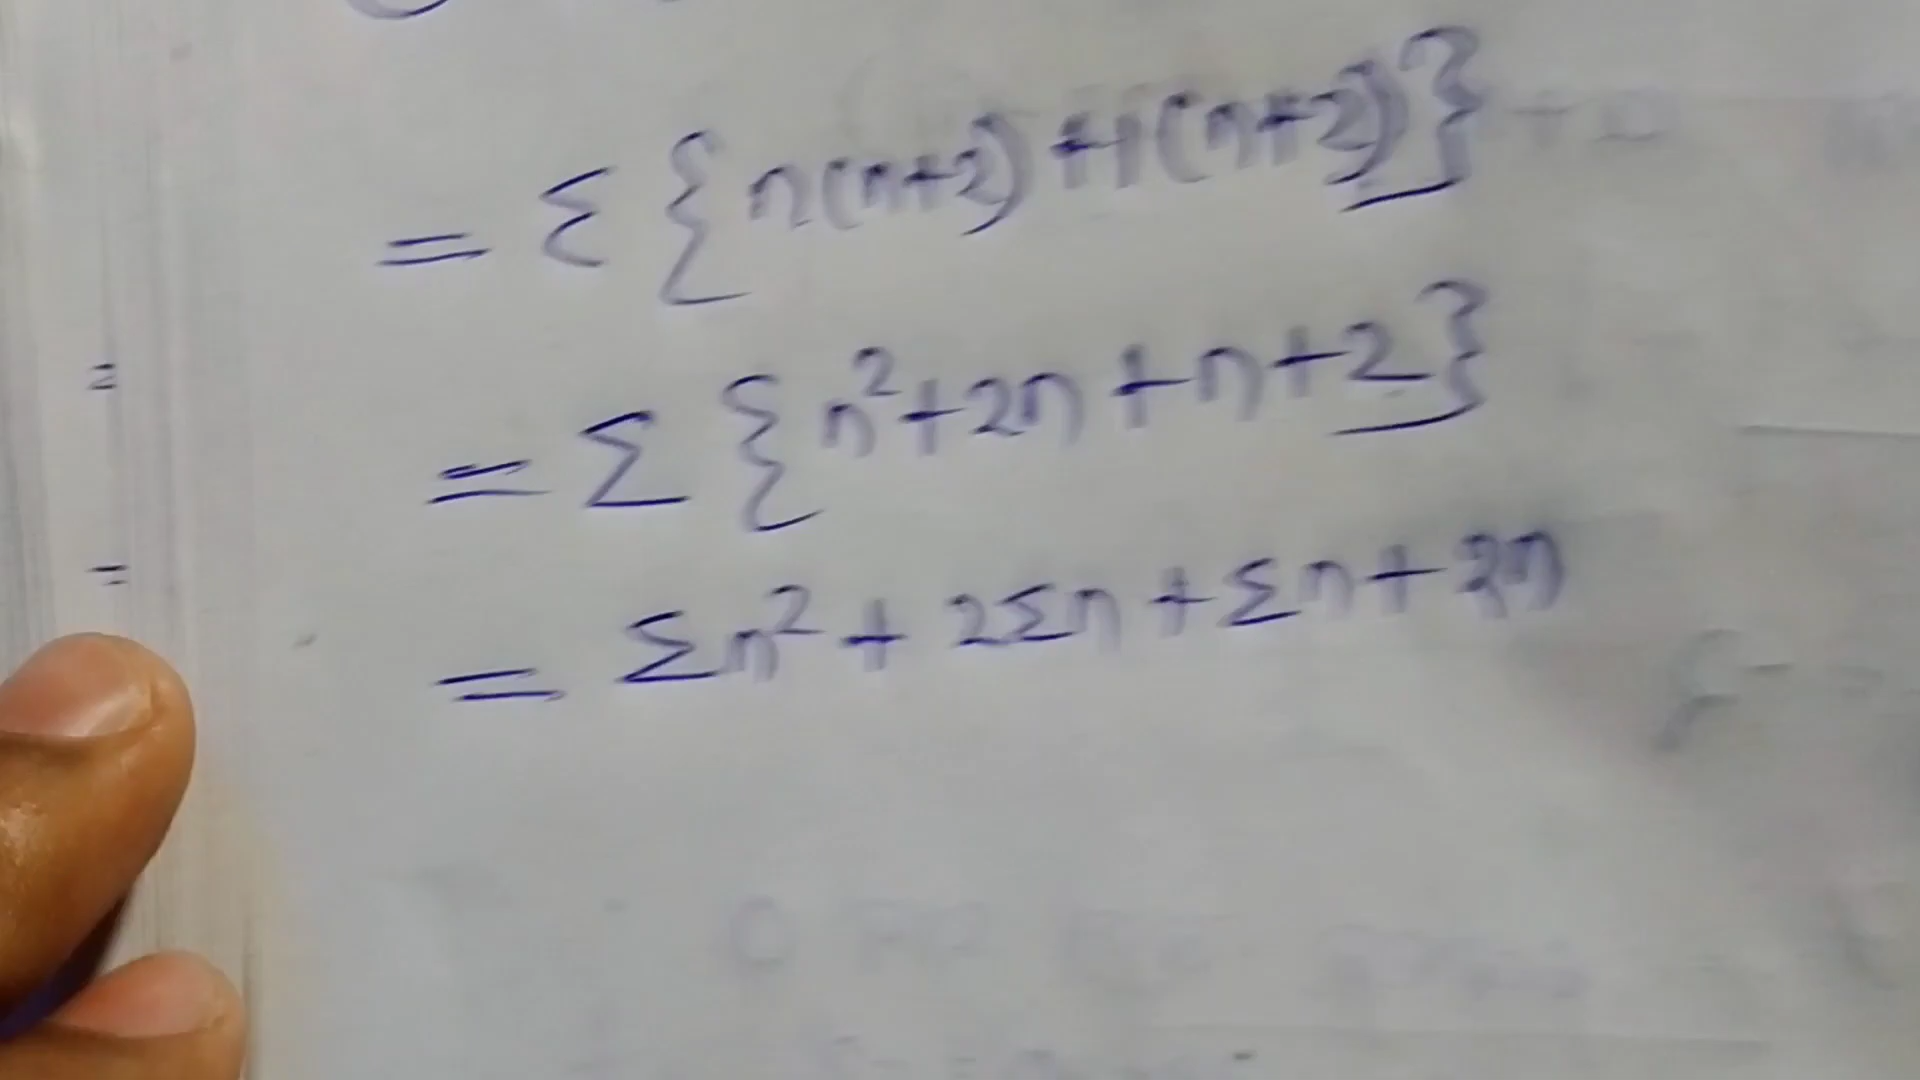 = Σ {n(n+2) +1(n+2)}
= Σ {n²+2n +n+2}
= Σn² + 2Σn + Σn + 2n